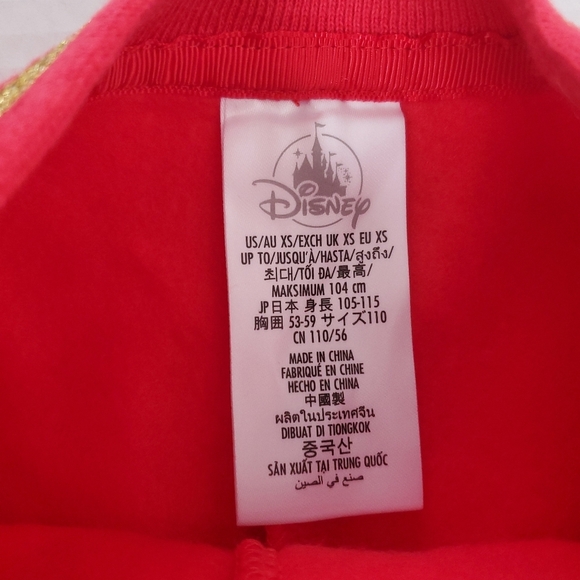 Disney
US/AU XS/EXCH UK XS EU XS
UP TO/JUSQU'À/HASTA/สูงถึง/
최대/TỐI ĐA/最高/
MAKSIMUM 104 cm
JP日本 身長 105-115
胸囲 53-59 サイズ110
CN 110/56
MADE IN CHINA
FABRIQUÉ EN CHINE
HECHO EN CHINA
中國製
ผลิตในประเทศจีน
DIBUAT DI TIONGKOK
중국산
SẢN XUẤT TẠI TRUNG QUỐC
صنع في الصين